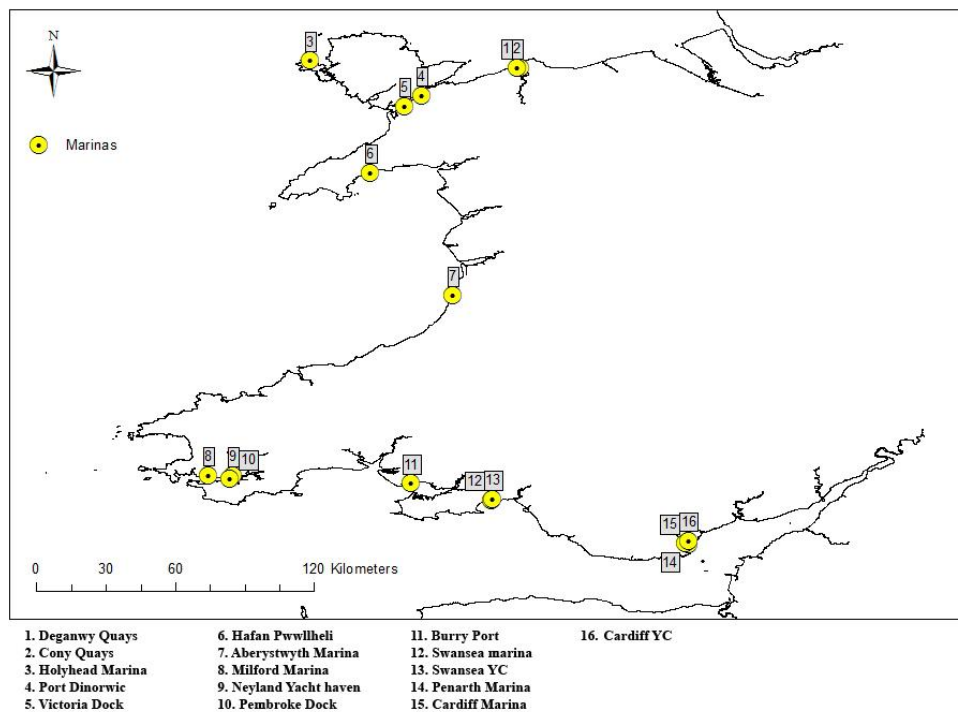 N
Marinas
3
1 2
4
5
6
7
8
9
10
11
12
13
15
16
14
0 30 60 120 Kilometers
1. Deganwy Quays
2. Cony Quays
3. Holyhead Marina
4. Port Dinorwic
5. Victoria Dock
6. Hafan Pwwllheli
7. Aberystwyth Marina
8. Milford Marina
9. Neyland Yacht haven
10. Pembroke Dock
11. Burry Port
12. Swansea marina
13. Swansea YC
14. Penarth Marina
15. Cardiff Marina
16. Cardiff YC